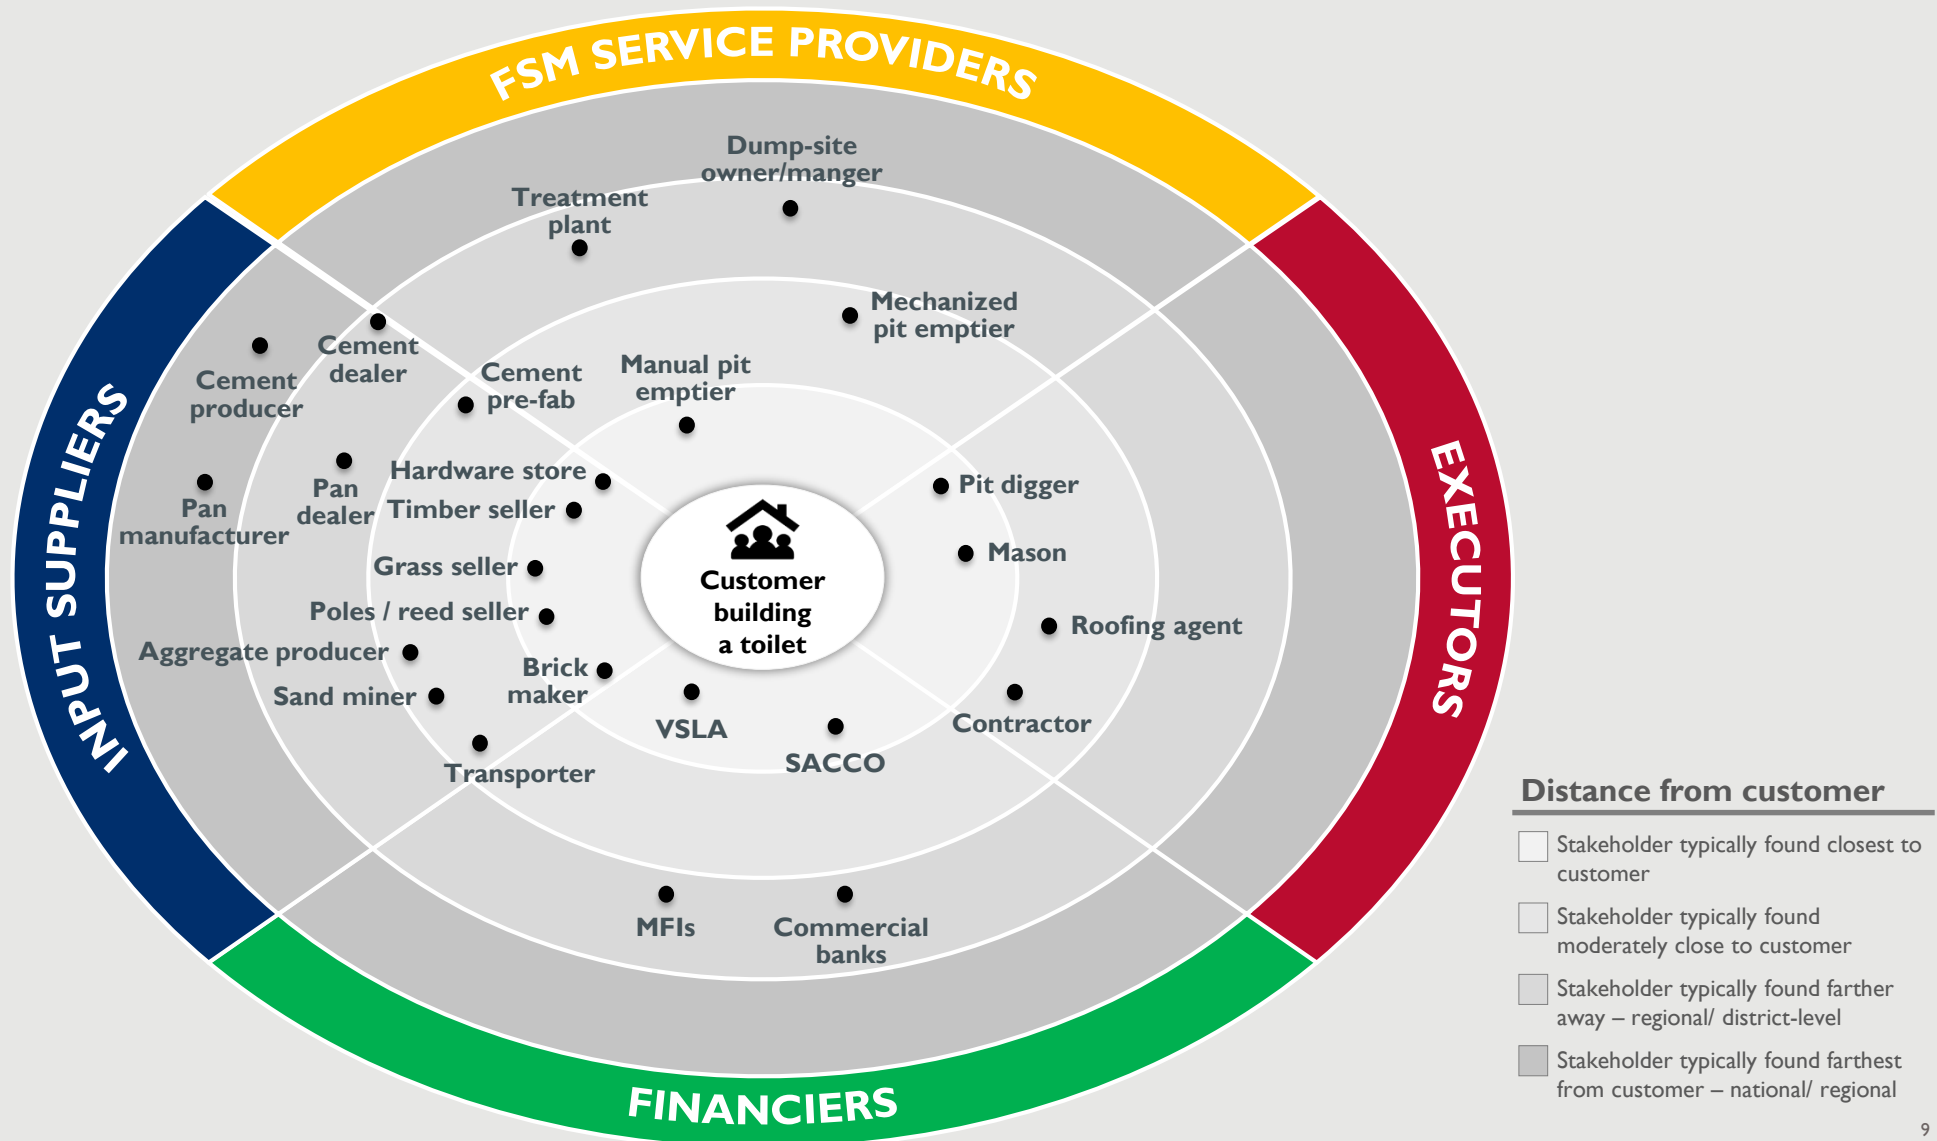 FSM SERVICE PROVIDERS
Dump-site
owner/manger
Treatment
plant
Mechanized
pit emptier
Manual pit
emptier
INPUT SUPPLIERS
Cement
producer
Cement
dealer
Cement
pre-fab
Pan
manufacturer
Pan
dealer
Hardware store
Timber seller
Grass seller
Poles / reed seller
Aggregate producer
Sand miner
Brick
maker
Transporter
Customer
building
a toilet
EXECUTORS
Pit digger
Mason
Roofing agent
Contractor
VSLA
SACCO
MFIs
Commercial
banks
FINANCIERS
Distance from customer
Stakeholder typically found closest to
customer
Stakeholder typically found
moderately close to customer
Stakeholder typically found farther
away – regional/ district-level
Stakeholder typically found farthest
from customer – national/ regional
9